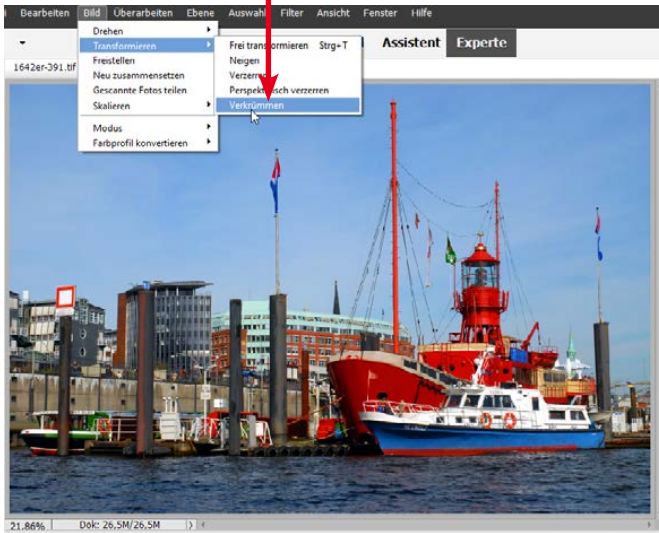 Bearbeiten Bild Überarbeiten Ebene Auswahl Filter Ansicht Fenster Hilfe
Assistent Experte
1642er-391.tif
Drehen
Transformieren
Freistellen
Neu zusammensetzen
Gescannte Fotos teilen
Skalieren
Modus
Farbprofil konvertieren
Frei transformieren Strg+T
Neigen
Verzerren
Perspektivisch verzerren
Verkrümmen
21,86% Dok: 26,5M/26,5M